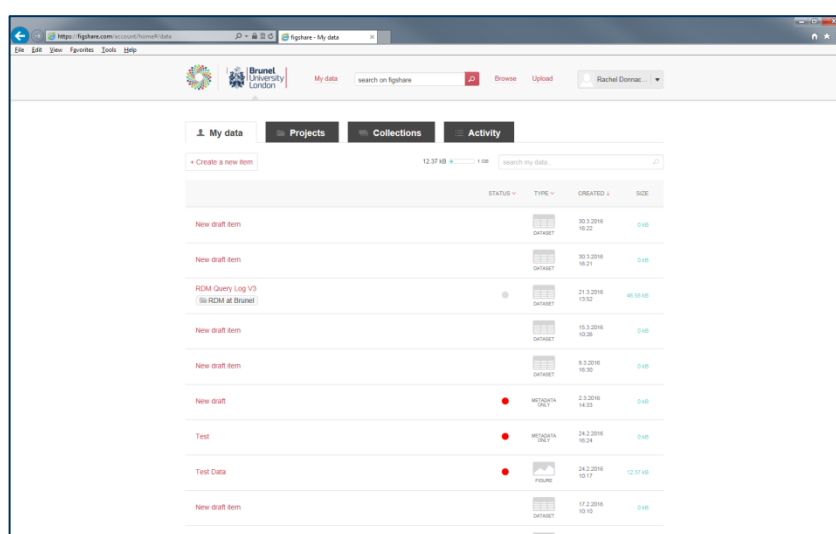 https://figshare.com/account/home#/data
figshare - My data
File Edit View Favorites Tools Help
Brunel
University
London
My data
search on figshare
Browse
Upload
Rachel Donnac...
My data
Projects
Collections
Activity
+ Create a new item
12.37 kB
1 GB
search my data.
STATUS TYPE CREATED SIZE
New draft item
DATASET
30.3.2016
16:22
0 kB
New draft item
DATASET
30.3.2016
16:21
0 kB
RDM Query Log V3
RDM at Brunel
DATASET
21.3.2016
13:52
New draft item
DATASET
15.3.2016
10:26
0 kB
New draft item
DATASET
9.3.2016
16:30
0 kB
New draft
METADATA
ONLY
2.3.2016
14:33
0 kB
Test
METADATA
ONLY
24.2.2016
16:24
0 kB
Test Data
FIGURE
24.2.2016
10:17
12.37 kB
New draft item
DATASET
17.2.2016
10:10
0 kB